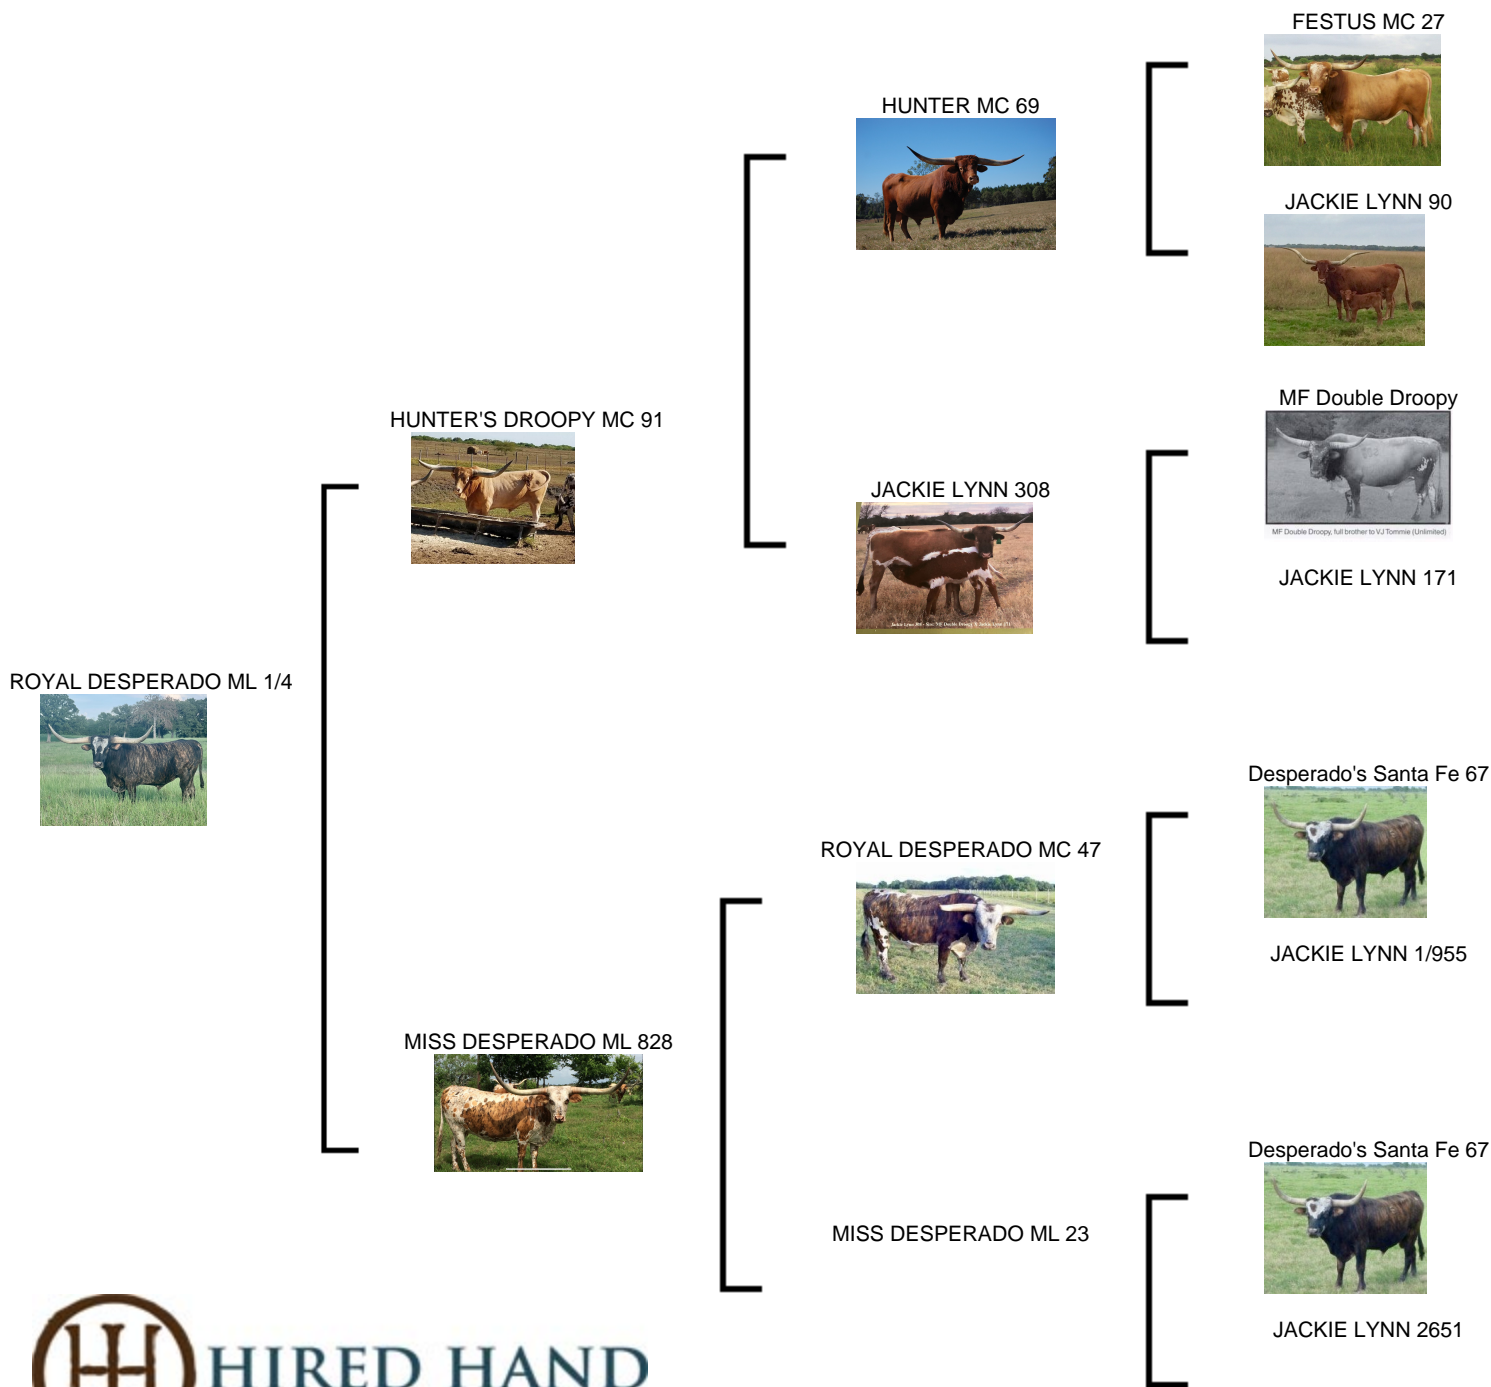 FESTUS MC 27
HUNTER MC 69
JACKIE LYNN 90
MF Double Droopy
HUNTER'S DROOPY MC 91
JACKIE LYNN 308
MF Double Droopy, full brother to VJ Tommie (Unlimited)
JACKIE LYNN 171
ROYAL DESPERADO ML 1/4
Desperado's Santa Fe 67
ROYAL DESPERADO MC 47
JACKIE LYNN 1/955
MISS DESPERADO ML 828
Desperado's Santa Fe 67
MISS DESPERADO ML 23
JACKIE LYNN 2651
HIRED HAND